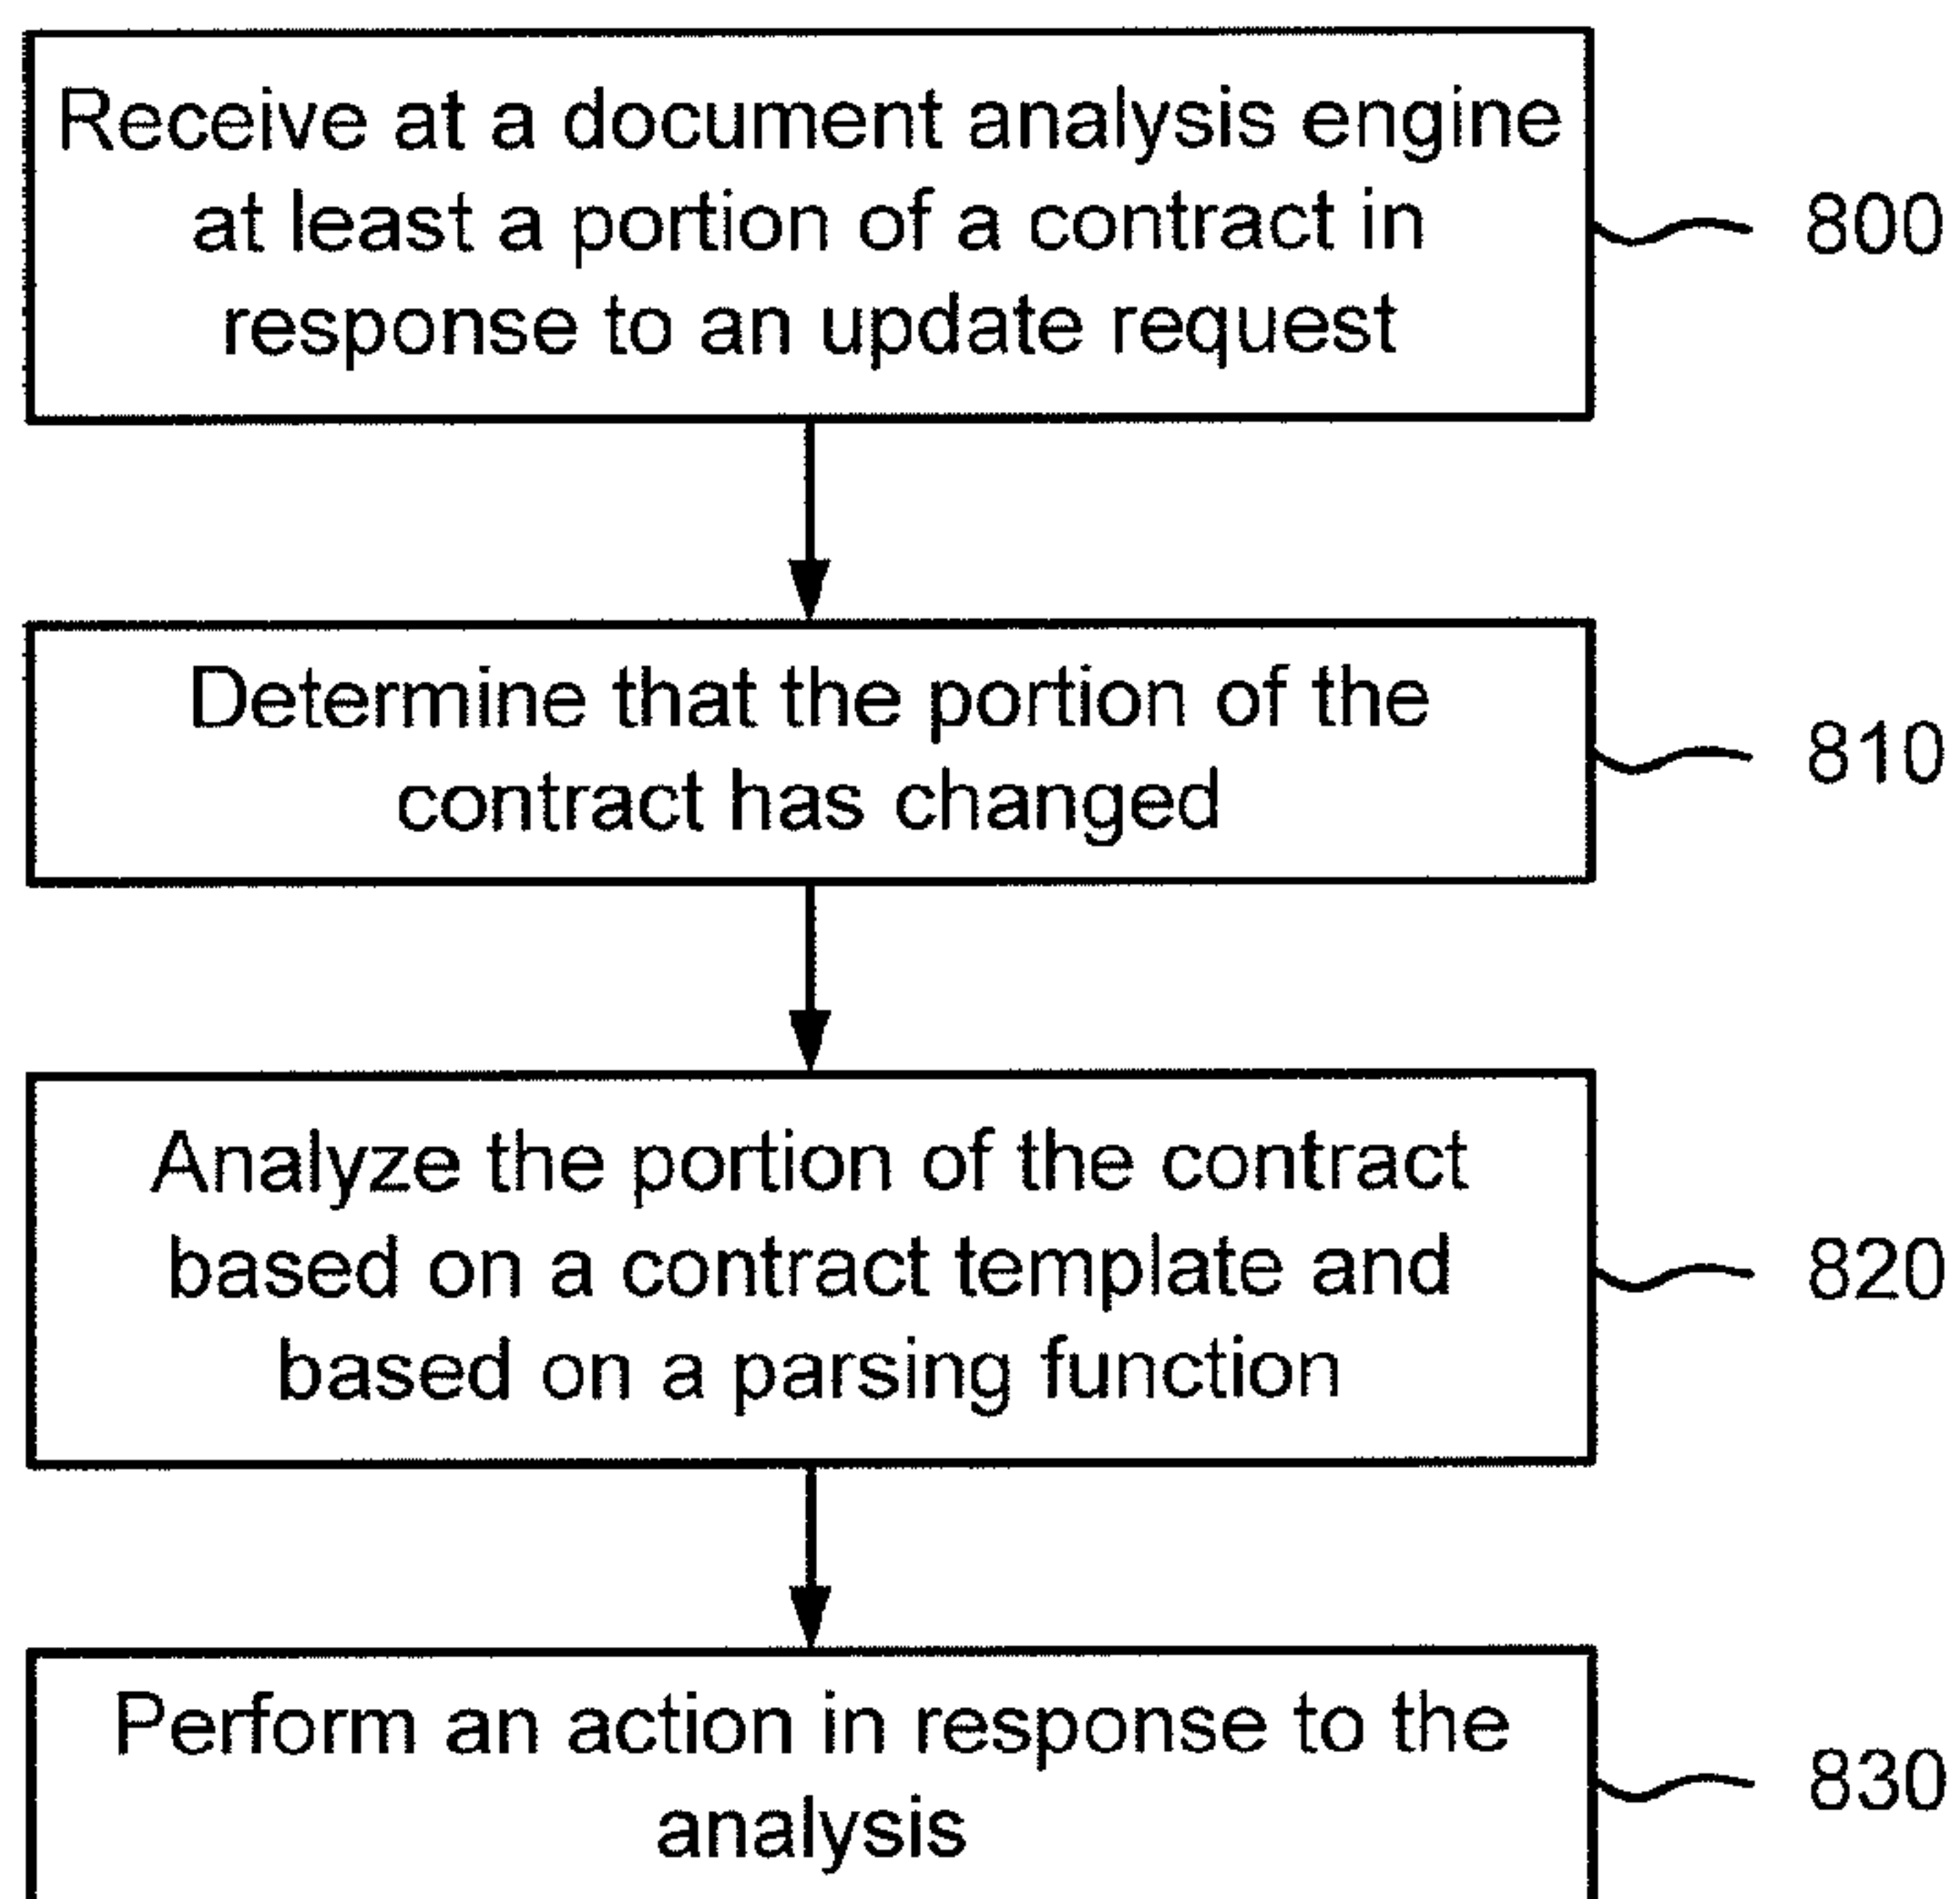 Receive at a document analysis engine
at least a portion of a contract in
response to an update request
800
Determine that the portion of the
contract has changed
810
Analyze the portion of the contract
based on a contract template and
based on a parsing function
820
Perform an action in response to the
analysis
830